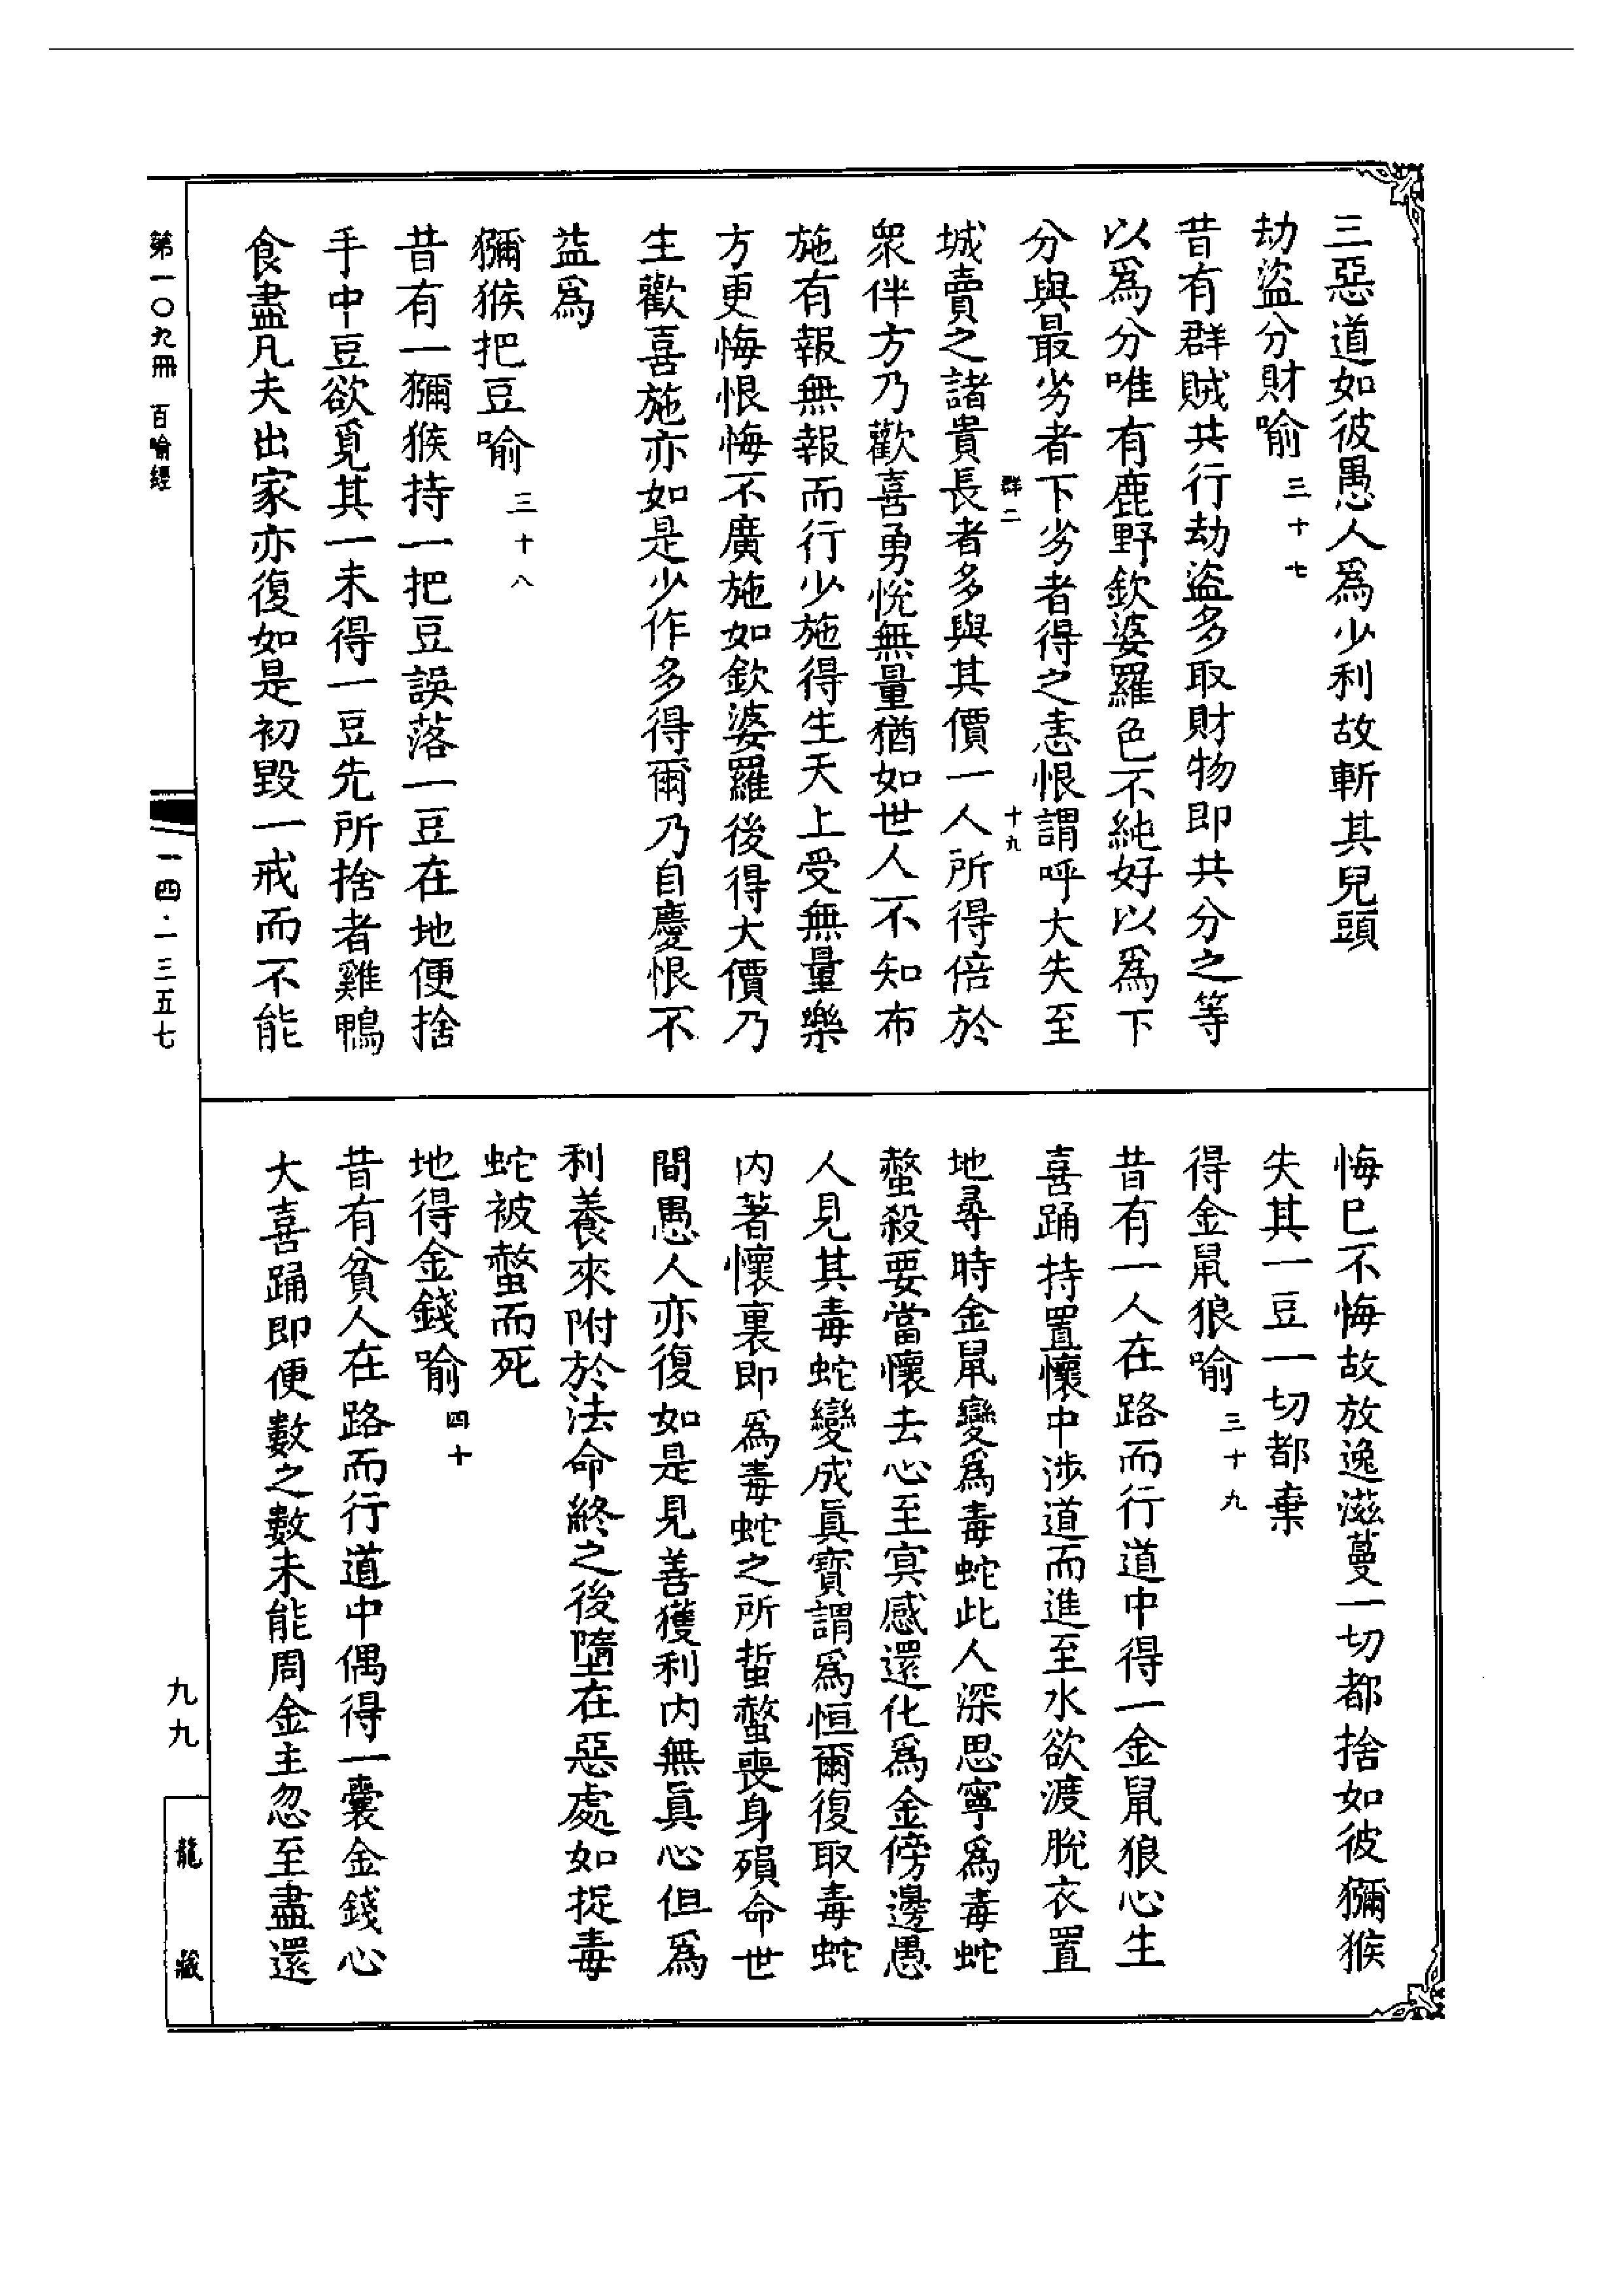 三惡道如彼愚人為少利故斬其兒頭
劫盜分財喻三十七
昔有群賊共行劫盜多取財物即共分之等
以為分唯有鹿野欽婆羅色不純好以為下
分與最劣者下劣者得之恚恨謂呼大失至
群二 十九
城賣之諸貴長者多與其價一人所得倍於
眾伴方乃歡喜勇悅無量猶如世人不知布
施有報無報而行少施得生天上受無量樂
方更悔恨悔不廣施如欽婆羅後得大價乃
生歡喜施亦如是少作多得爾乃自慶恨不
益為
獼猴把豆喻三十八
昔有一獼猴持一把豆誤落一豆在地便捨
手中豆欲覓其一未得一豆先所捨者雞鴨
食盡凡夫出家亦復如是初毀一戒而不能
悔已不悔故放逸滋蔓一切都捨如彼獼猴
失其一豆一切都棄
得金鼠狼喻三十九
昔有一人在路而行道中得一金鼠狼心生
喜踊持置懷中涉道而進至水欲渡脫衣置
地尋時金鼠變為毒蛇此人深思寧為毒蛇
螫殺要當懷去心至冥感還化為金傍邊愚
人見其毒蛇變成真寶謂為恒爾復取毒蛇
內著懷裏即為毒蛇之所蜇螫喪身殞命世
間愚人亦復如是見善獲利內無真心但為
利養來附於法命終之後墮在惡處如捉毒
蛇被螫而死
地得金錢喻四十
昔有貧人在路而行道中偶得一囊金錢心
大喜踊即便數之數未能周金主忽至盡還
第一〇九冊 百喻經
一四·一三五七
九九
龍藏